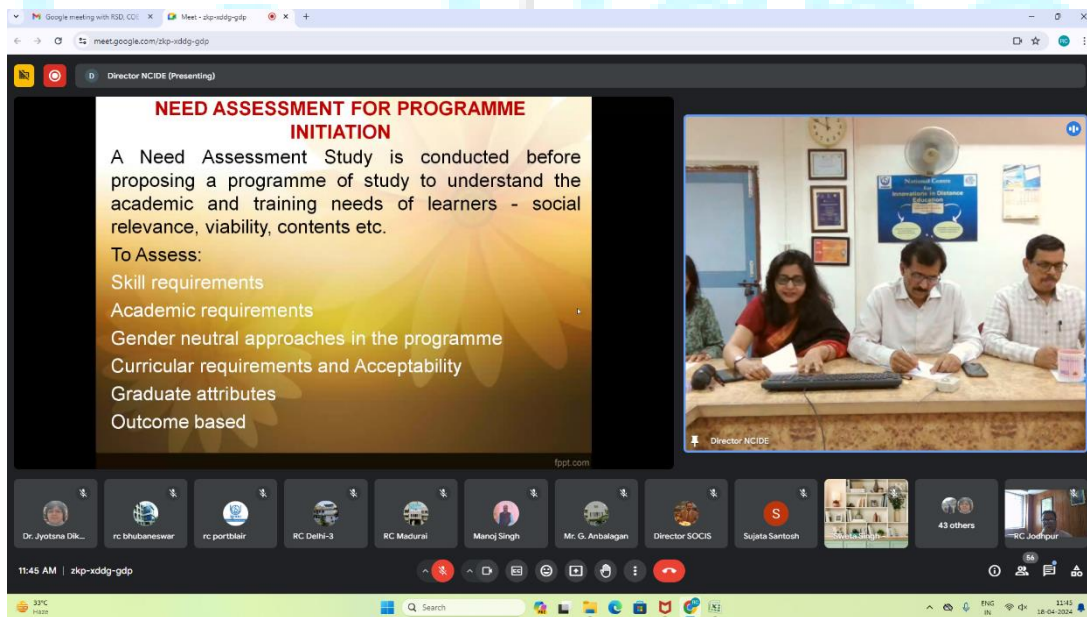 Google meeting with RSD, COE
Meet - zkp-xddg-gdp
meet.google.com/zkp-xddg-gdp
D Director NCIDE (Presenting)
NEED ASSESSMENT FOR PROGRAMME
INITIATION
A Need Assessment Study is conducted before
proposing a programme of study to understand the
academic and training needs of learners - social
relevance, viability, contents etc.
To Assess:
Skill requirements
Academic requirements
Gender neutral approaches in the programme
Curricular requirements and Acceptability
Graduate attributes
Outcome based
fppt.com
National Centre
for
Innovations in Distance
Education
Director NCIDE
Dr. Jyotsna Dik...
rc bhubaneswar
rc portblair
RC Delhi-3
RC Madurai
Manoj Singh
Mr. G. Anbalagan
Director SOCIS
S
Sujata Santosh
Singh
43 others
RC Jodhpur
11:45 AM | zkp-xddg-gdp
56
33°C
Haze
Search
ENG
IN
11:45
18-04-2024